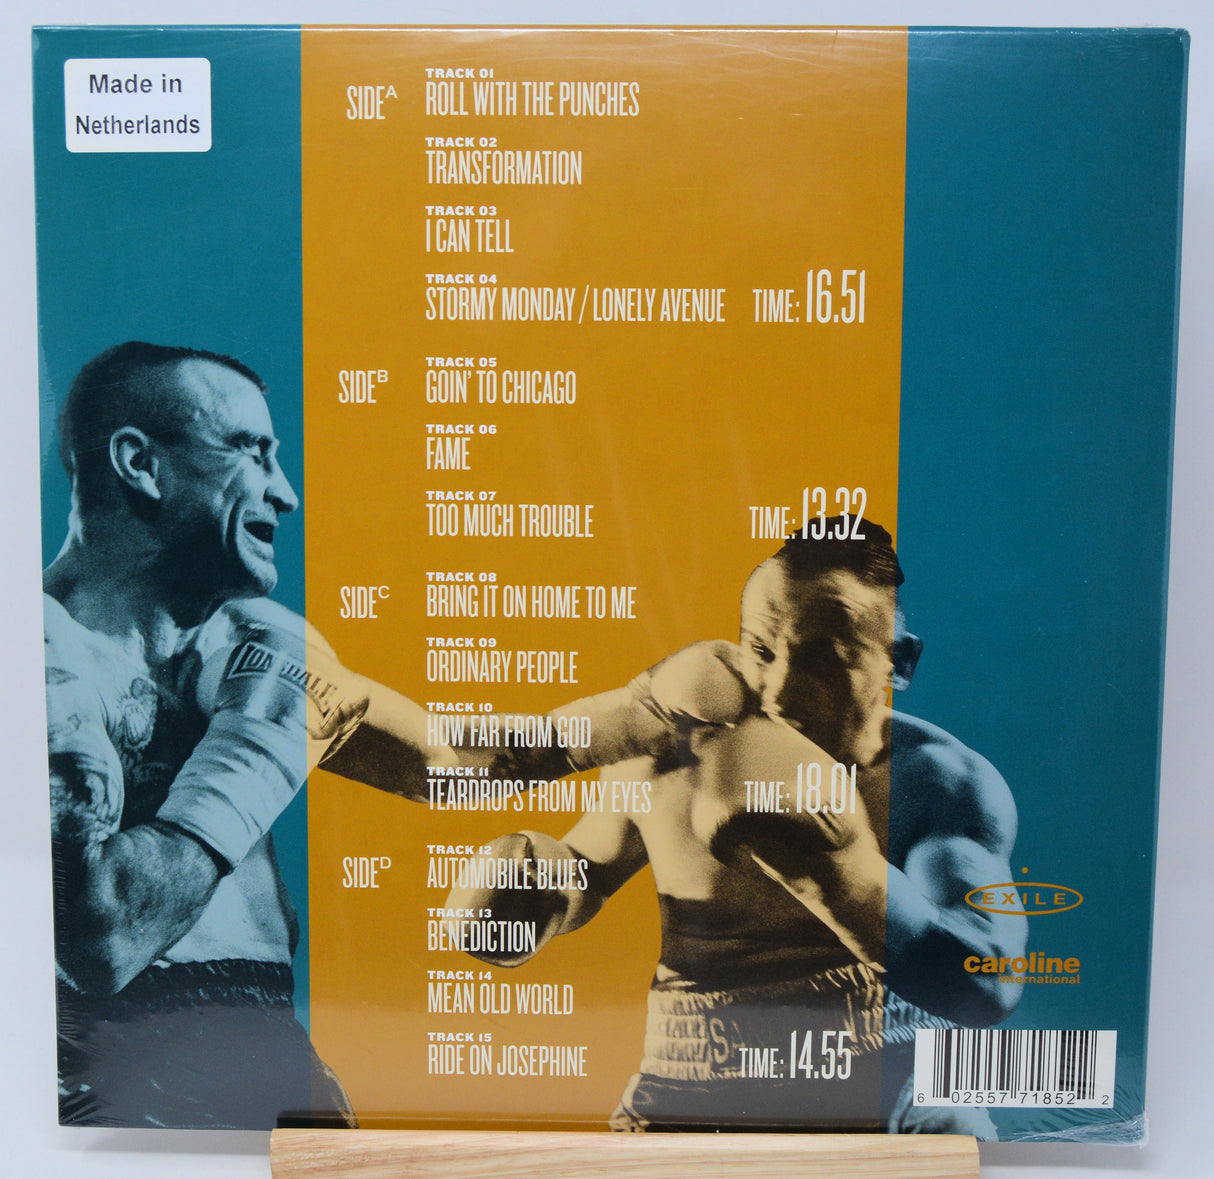 Made in
Netherlands
SIDE A
TRACK 01
ROLL WITH THE PUNCHES
TRACK 02
TRANSFORMATION
TRACK 03
I CAN TELL
TRACK 04
STORMY MONDAY / LONELY AVENUE TIME: 16.51
SIDE B
TRACK 05
GOIN' TO CHICAGO
TRACK 06
FAME
TRACK 07
TOO MUCH TROUBLE TIME: 13.32
SIDE C
TRACK 08
BRING IT ON HOME TO ME
TRACK 09
ORDINARY PEOPLE
TRACK 10
HOW FAR FROM GOD
TRACK 11
TEARDROPS FROM MY EYES TIME: 18.01
SIDE D
TRACK 12
AUTOMOBILE BLUES
TRACK 13
BENEDICTION
TRACK 14
MEAN OLD WORLD
TRACK 15
RIDE ON JOSEPHINE TIME: 14.55
LONSDALE
EXILE
caroline
international
6 02557 71852 2